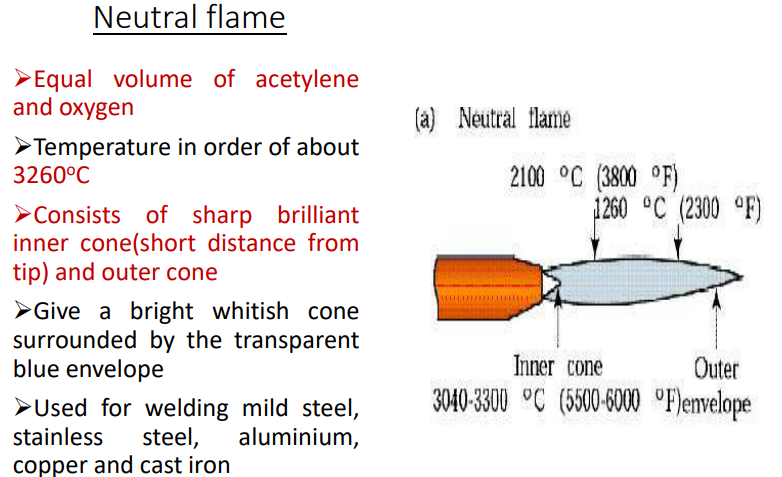 Neutral flame
➢Equal volume of acetylene
and oxygen
➢Temperature in order of about
3260°C
➢Consists of sharp brilliant
inner cone(short distance from
tip) and outer cone
➢Give a bright whitish cone
surrounded by the transparent
blue envelope
➢Used for welding mild steel,
stainless steel, aluminium,
copper and cast iron
(a) Neutral flame
2100 °C (3800 °F)
1260 °C (2300 °F)
Inner cone
3040-3300 °C (5500-6000 °F)
Outer
envelope